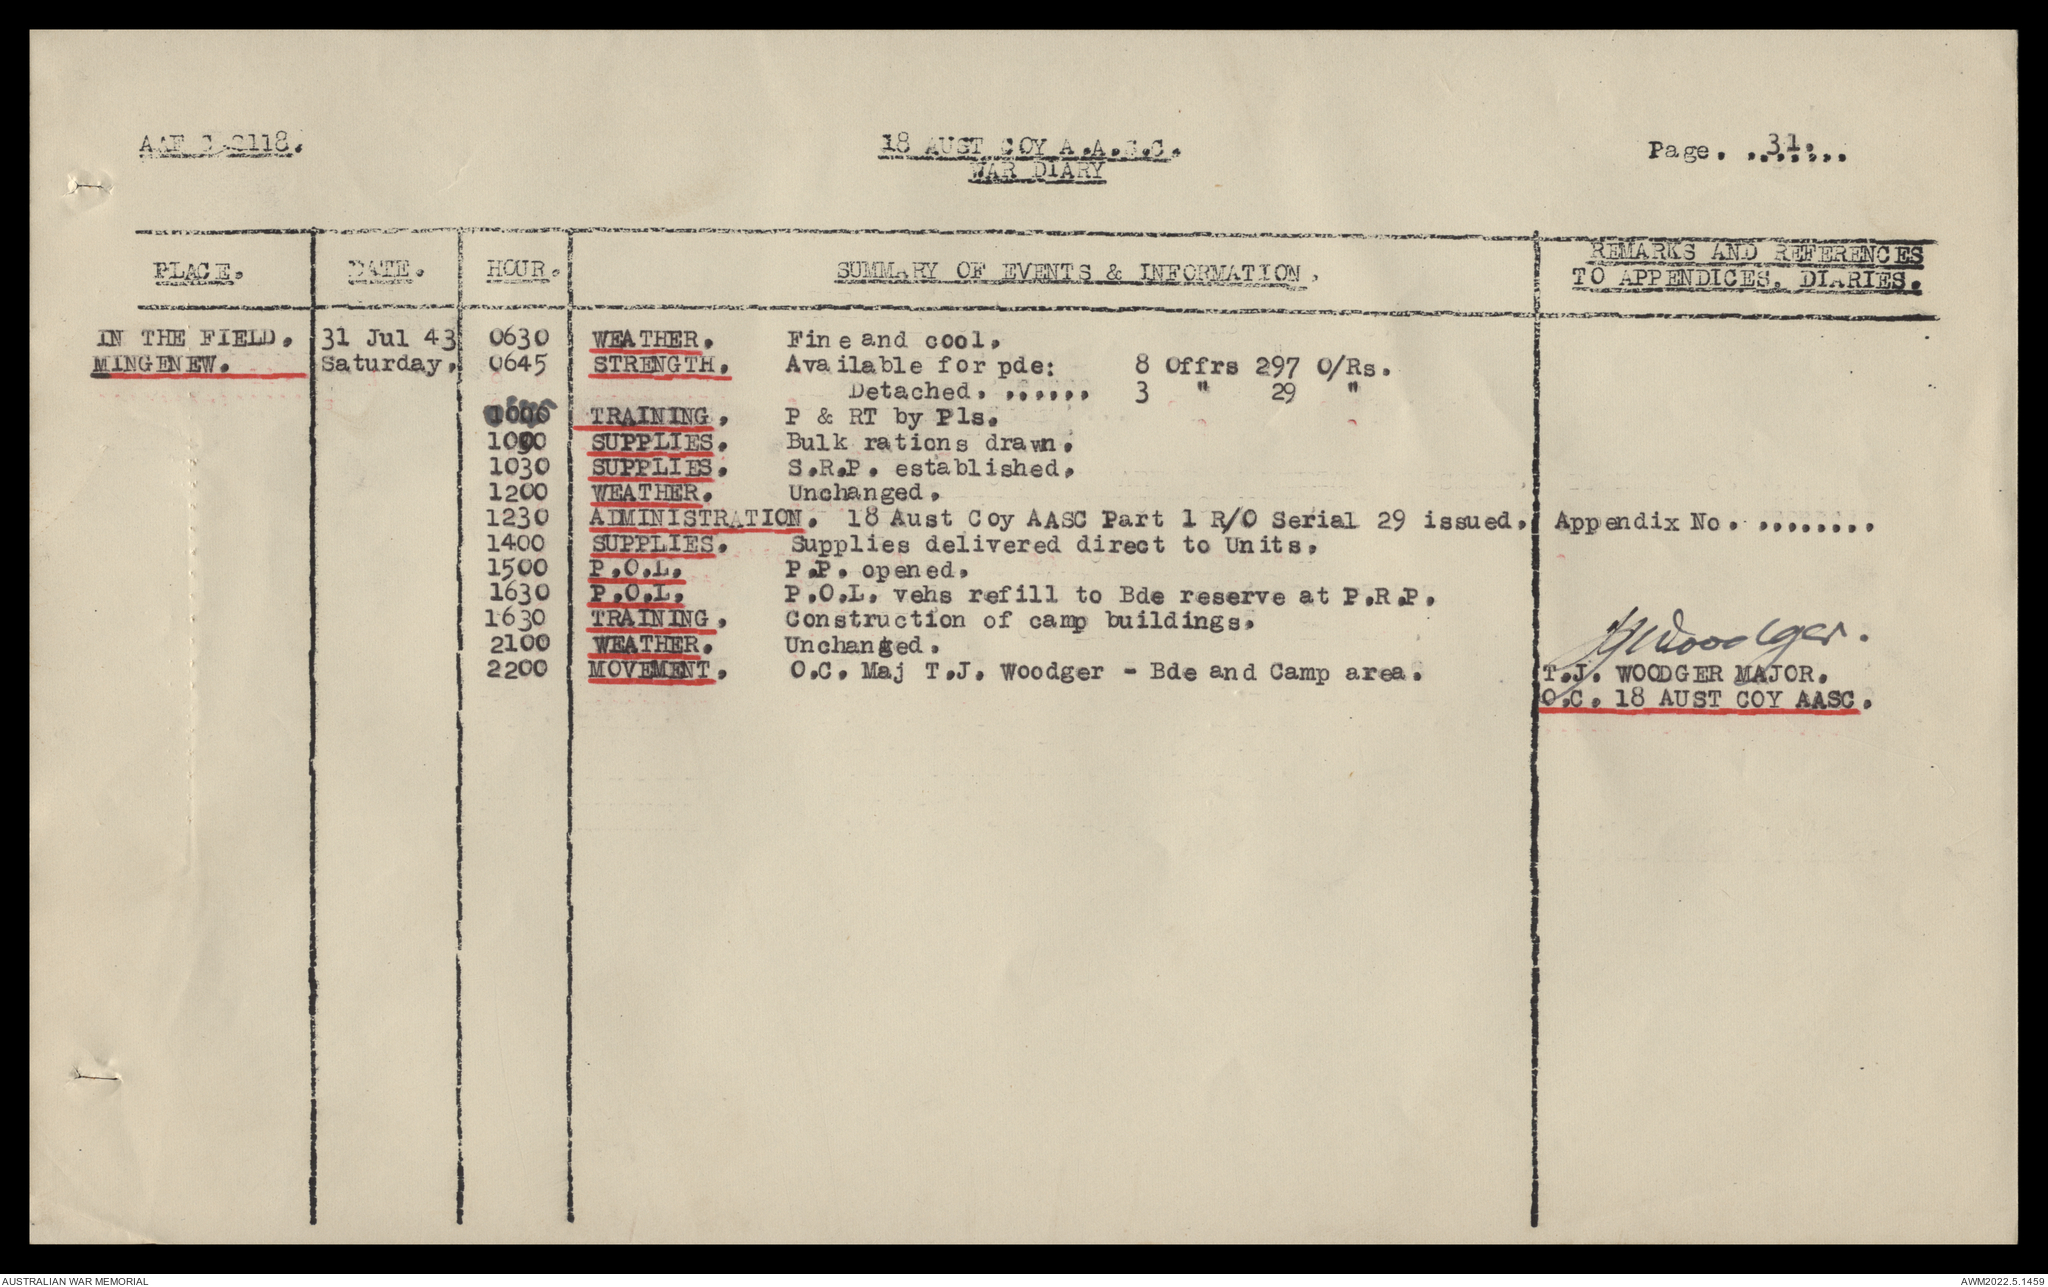 AAF C.2118.
18 AUST COY A.A.S.C.
WAR DIARY
Page. 31.
PLACE. DATE. HOUR. SUMMARY OF EVENTS & INFORMATION. REMARKS AND REFERENCES
TO APPENDICES. DIARIES.
IN THE FIELD. 31 Jul 43 0630 WEATHER. Fine and cool.
MINGENEW. Saturday. 0645 STRENGTH. Available for pde: 8 Offrs 297 O/Rs.
Detached. ...... 3 " 29 "
TRAINING. P & RT by Pls.
1000 SUPPLIES. Bulk rations drawn.
1030 SUPPLIES. S.R.P. established.
1200 WEATHER. Unchanged.
1230 ADMINISTRATION. 18 Aust Coy AASC Part 1 R/O Serial 29 issued. Appendix No. ........
1400 SUPPLIES. Supplies delivered direct to Units.
1500 P.O.L. P.P. opened.
1630 P.O.L. vehs refill to Bde reserve at P.R.P.
1630 TRAINING. Construction of camp buildings.
2100 WEATHER. Unchanged.
2200 MOVEMENT. O.C. Maj T.J. Woodger - Bde and Camp area.
TJWoodger.
T.J. WOODGER MAJOR.
O.C. 18 AUST COY AASC.
AUSTRALIAN WAR MEMORIAL
AWM2022.5.1459